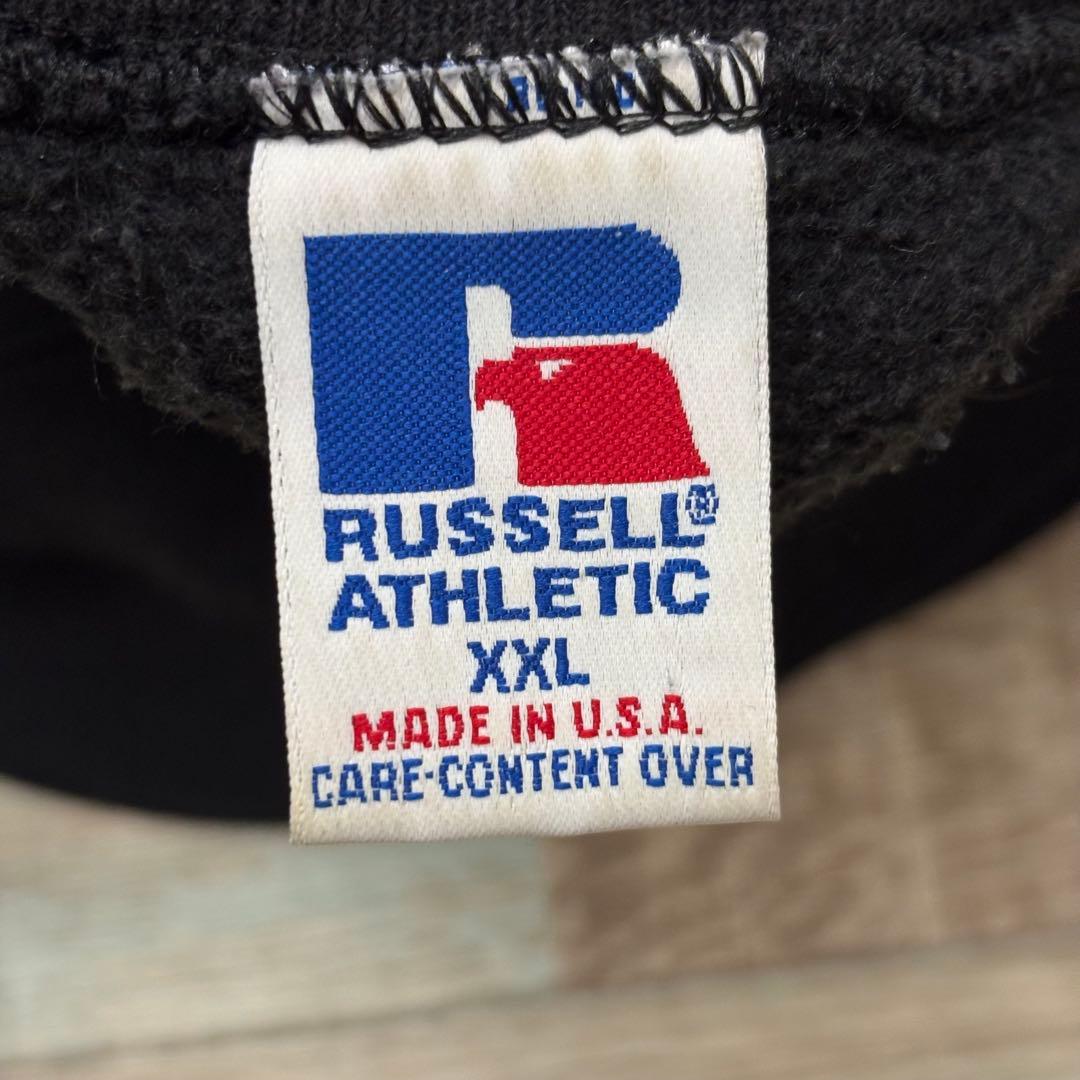 RUSSELL®
ATHLETIC
XXL
MADE IN U.S.A.
CARE-CONTENT OVER